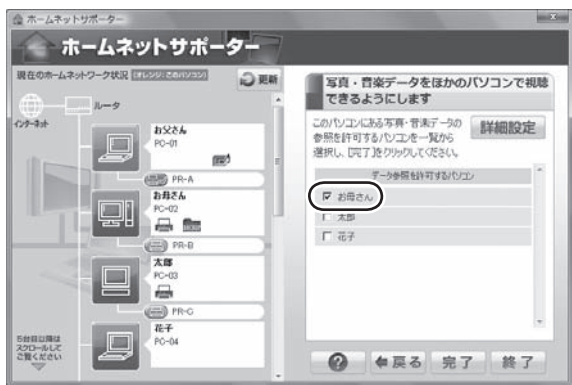 ホームネットサポーター
ホームネットサポーター
現在のホームネットワーク状況 (オレンジ:このパソコン)
更新
インターネット
ルータ
お父さん
PC-01
PR-A
お母さん
PC-02
PR-B
太郎
PC-03
PR-C
花子
PC-04
5台目以降は
スクロールして
ご覧ください
写真・音楽データをほかのパソコンで視聴
できるようにします
このパソコンにある写真・音楽データの
参照を許可するパソコンを一覧から
選択し、[完了]をクリックしてください。
詳細設定
データ参照を許可するパソコン
お母さん
太郎
花子
?
戻る
完了
終了